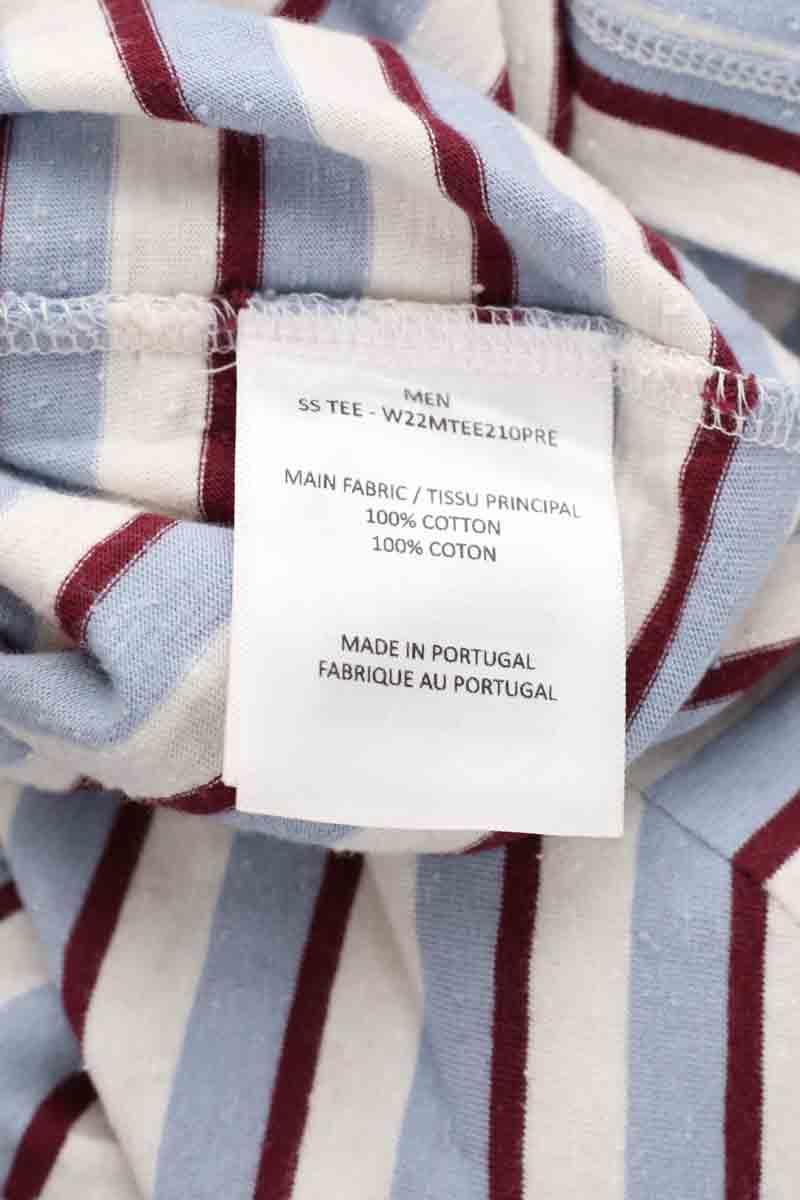 MEN
SS TEE - W22MTEE210PRE
MAIN FABRIC / TISSU PRINCIPAL
100% COTTON
100% COTON
MADE IN PORTUGAL
FABRIQUE AU PORTUGAL